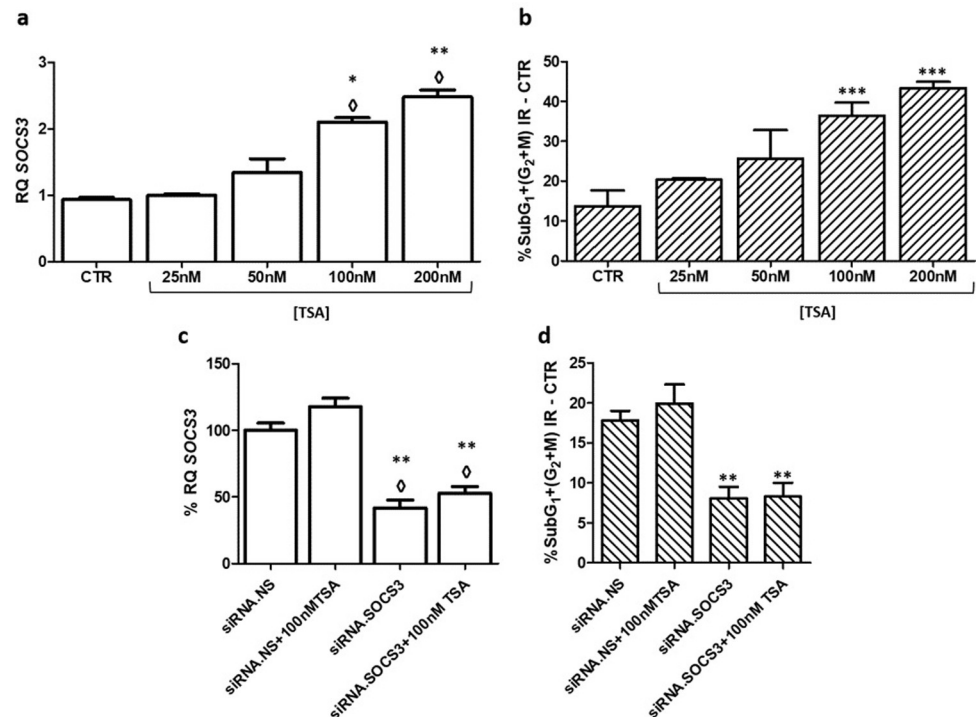 a
RQ SOCS3
3
2
1
0
*
◊
**
◊
CTR 25nM 50nM 100nM 200nM
[TSA]
b
%SubG₁+(G₂+M) IR - CTR
50
40
30
20
10
0
***
***
CTR 25nM 50nM 100nM 200nM
[TSA]
c
% RQ SOCS3
150
100
50
0
**
◊
**
◊
siRNA.NS
siRNA.NS+100nMTSA
siRNA.SOCS3
siRNA.SOCS3+100nM TSA
d
%SubG₁+(G₂+M) IR - CTR
25
20
15
10
5
0
**
**
siRNA.NS
siRNA.NS+100nMTSA
siRNA.SOCS3
siRNA.SOCS3+100nM TSA